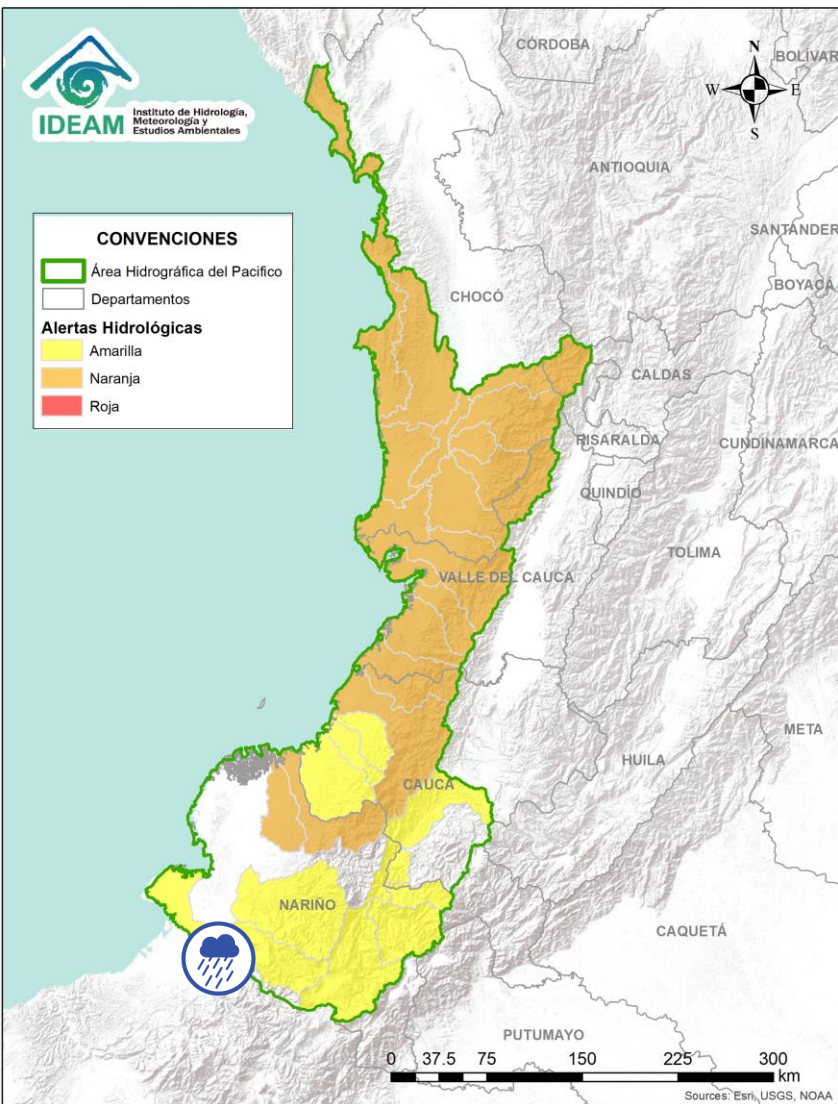 IDEAM
Instituto de Hidrología,
Meteorología y
Estudios Ambientales
N
W
E
S
CÓRDOBA
BOLÍVAR
ANTIOQUIA
SANTANDER
BOYACÁ
CHOCÓ
CALDAS
RISARALDA
CUNDINAMARCA
QUINDÍO
TOLIMA
VALLE DEL CAUCA
META
HUILA
CAUCA
NARIÑO
CAQUETÁ
PUTUMAYO
CONVENCIONES
Área Hidrográfica del Pacifico
Departamentos
Alertas Hidrológicas
Amarilla
Naranja
Roja
0 37.5 75 150 225 300
km
Sources: Esri, USGS, NOAA